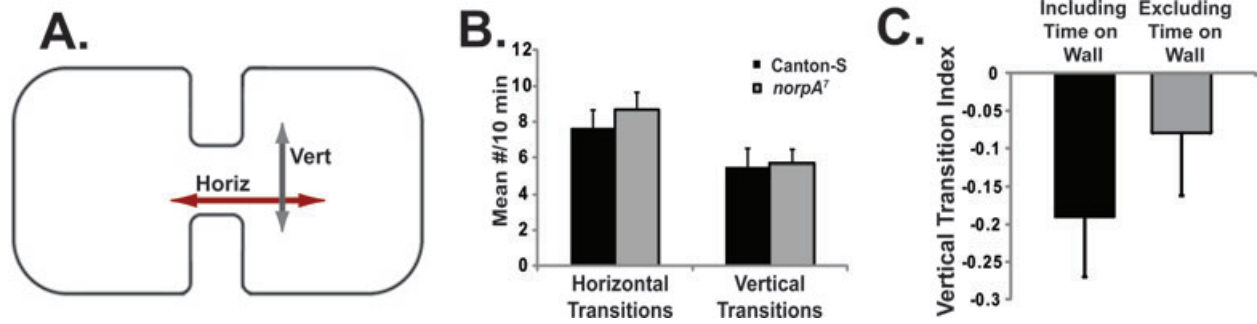 A.
Horiz
Vert
B.
Mean #/10 min
12
10
8
6
4
2
0
Canton-S
norpA⁷
Horizontal
Transitions
Vertical
Transitions
C.
Including
Time on
Wall
Excluding
Time on
Wall
Vertical Transition Index
0
-0.05
-0.1
-0.15
-0.2
-0.25
-0.3